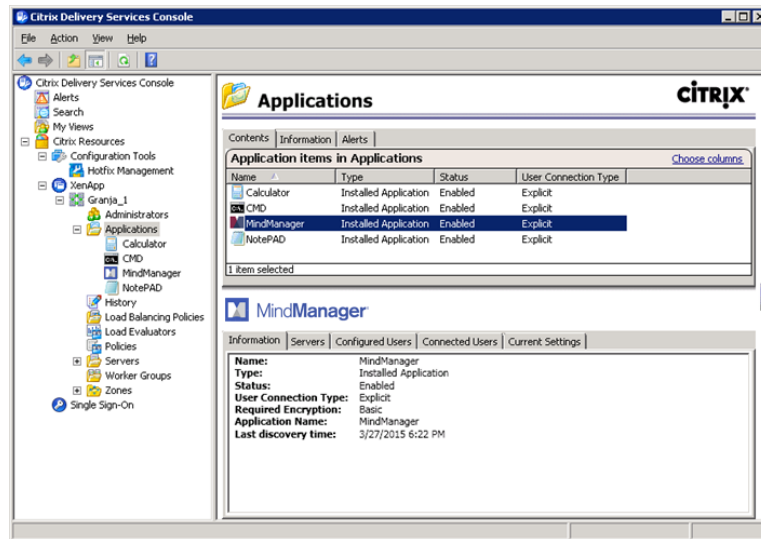 Citrix Delivery Services Console
File Action View Help
Citrix Delivery Services Console
Alerts
Search
My Views
Citrix Resources
Configuration Tools
Hotfix Management
XenApp
Granja_1
Administrators
Applications
Calculator
CMD
MindManager
NotePAD
History
Load Balancing Policies
Load Evaluators
Policies
Servers
Worker Groups
Zones
Single Sign-On
Applications
CITRIX
Contents Information Alerts
Application items in Applications Choose columns
Name Type Status User Connection Type
Calculator Installed Application Enabled Explicit
CMD Installed Application Enabled Explicit
MindManager Installed Application Enabled Explicit
NotePAD Installed Application Enabled Explicit
1 item selected
MindManager
Information Servers Configured Users Connected Users Current Settings
Name: MindManager
Type: Installed Application
Status: Enabled
User Connection Type: Explicit
Required Encryption: Basic
Application Name: MindManager
Last discovery time: 3/27/2015 6:22 PM